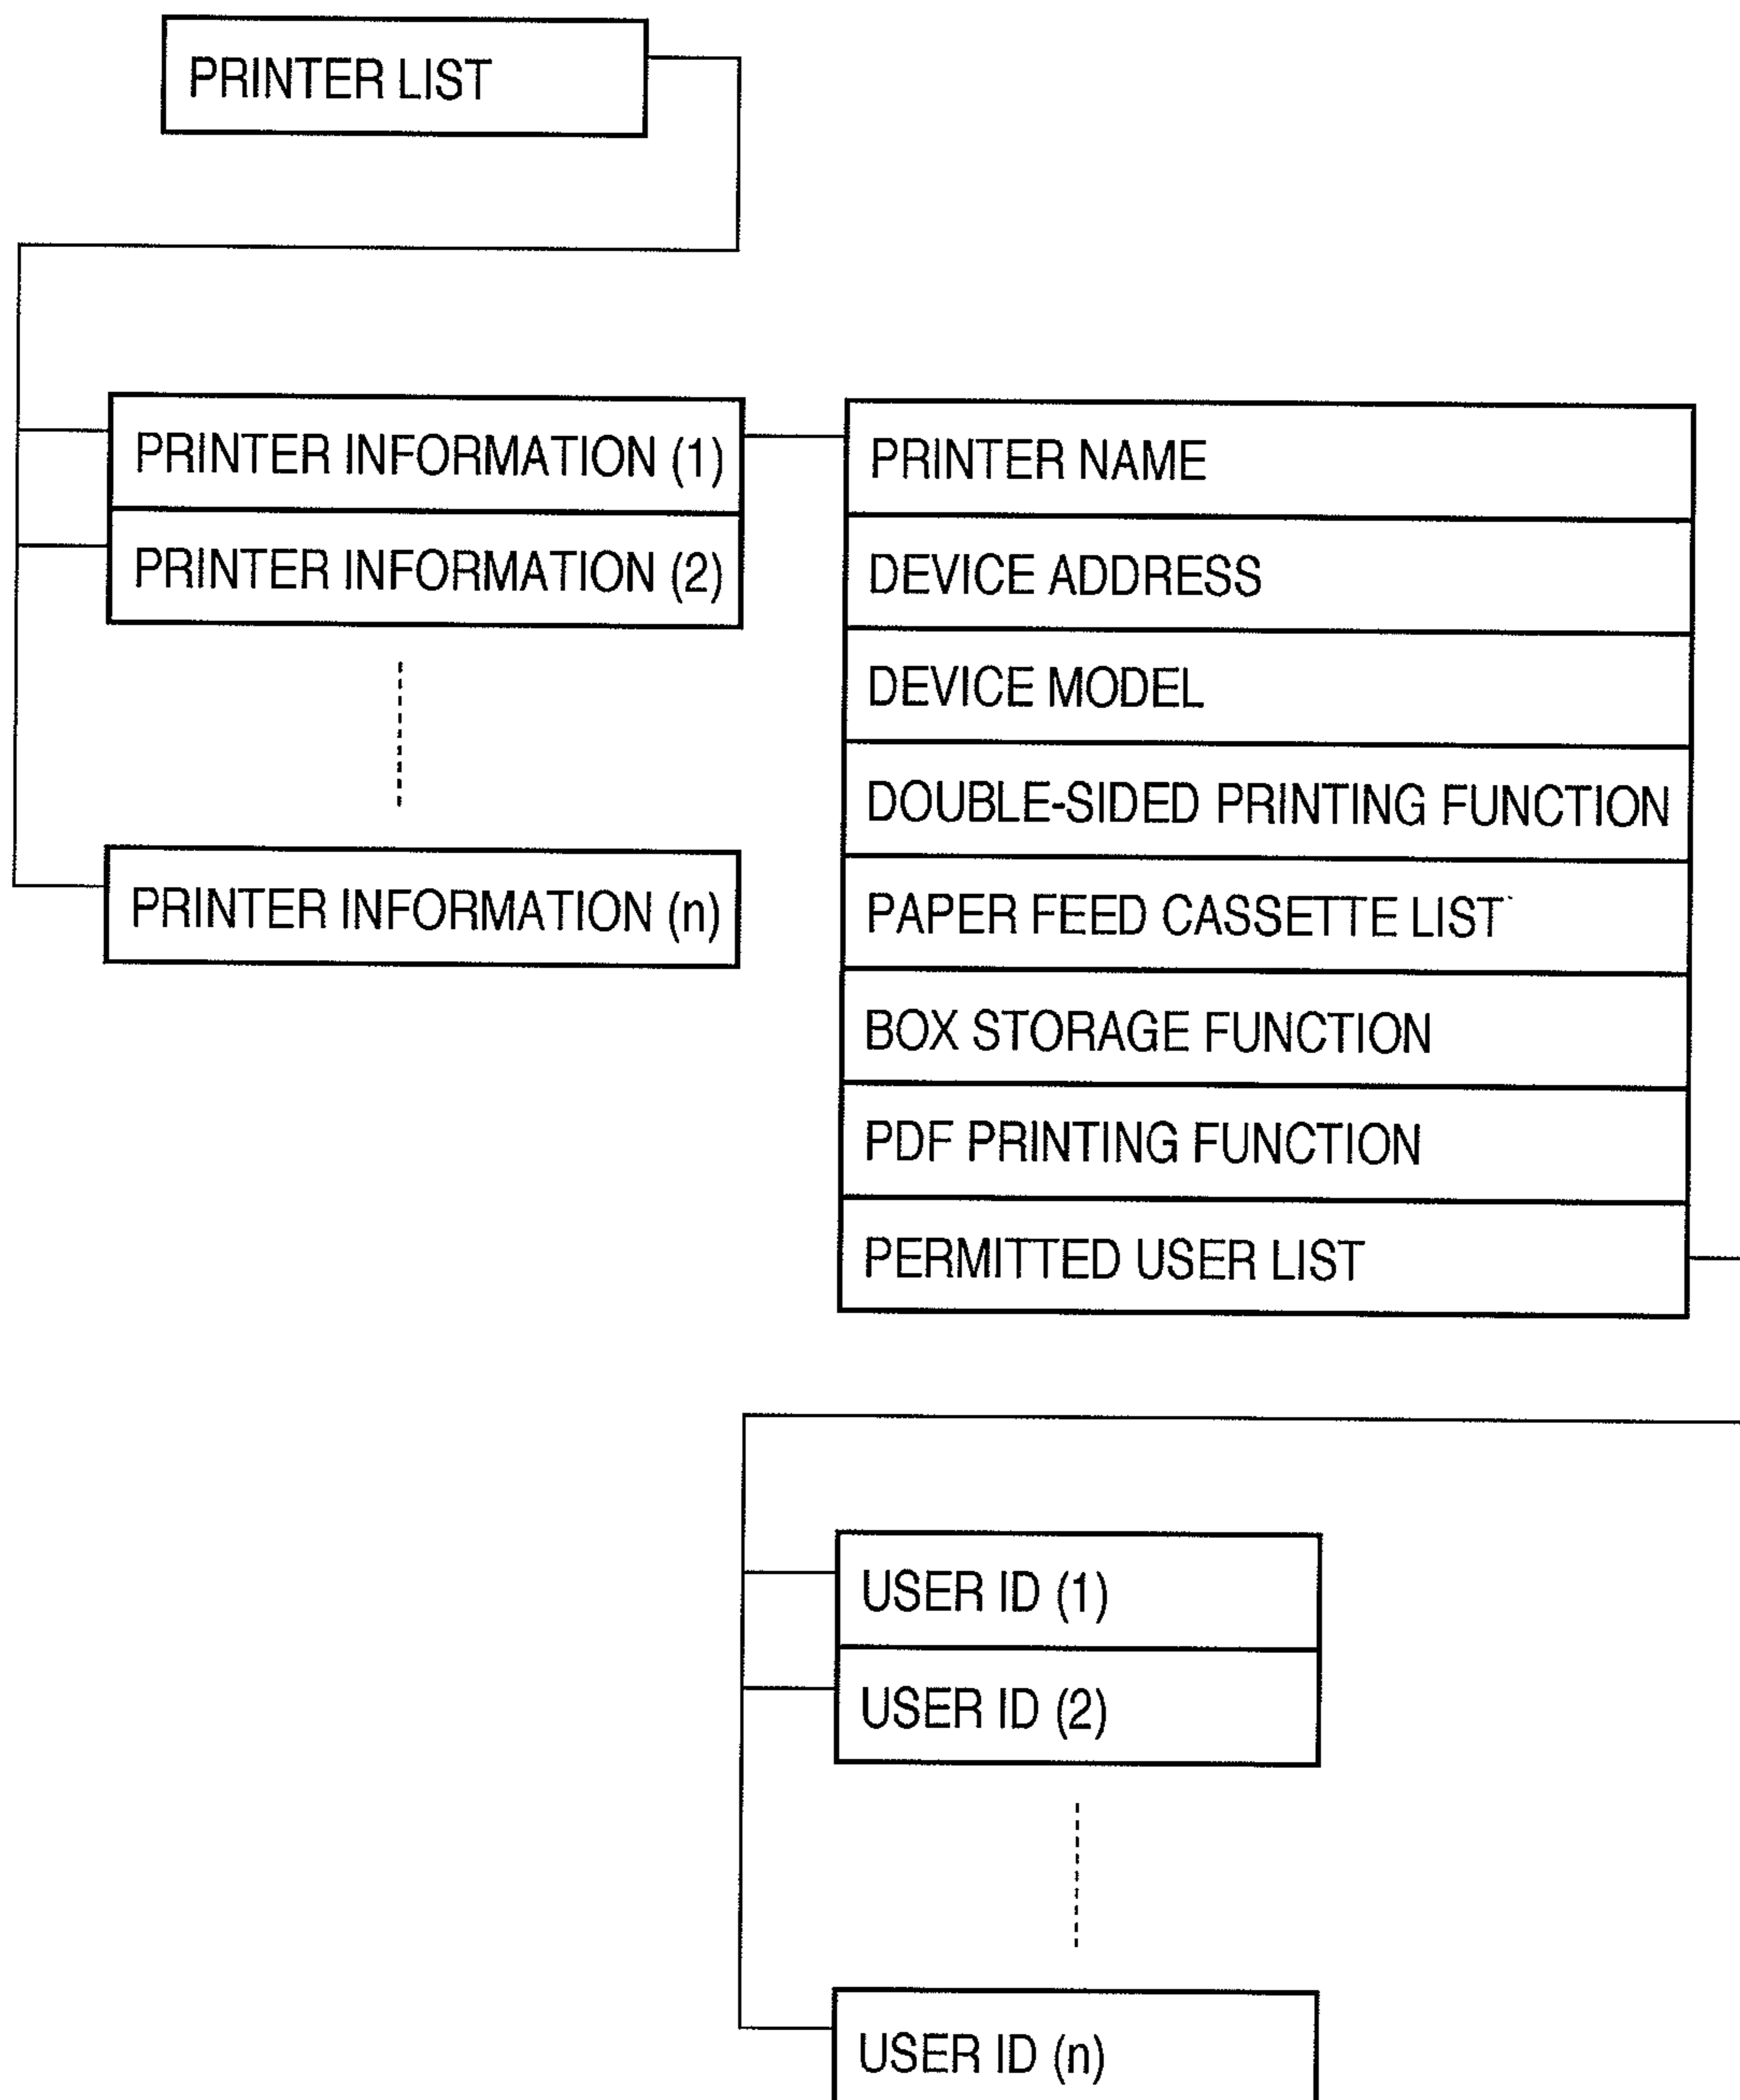 PRINTER LIST
PRINTER INFORMATION (1)
PRINTER INFORMATION (2)
PRINTER INFORMATION (n)
PRINTER NAME
DEVICE ADDRESS
DEVICE MODEL
DOUBLE-SIDED PRINTING FUNCTION
PAPER FEED CASSETTE LIST
BOX STORAGE FUNCTION
PDF PRINTING FUNCTION
PERMITTED USER LIST
USER ID (1)
USER ID (2)
USER ID (n)